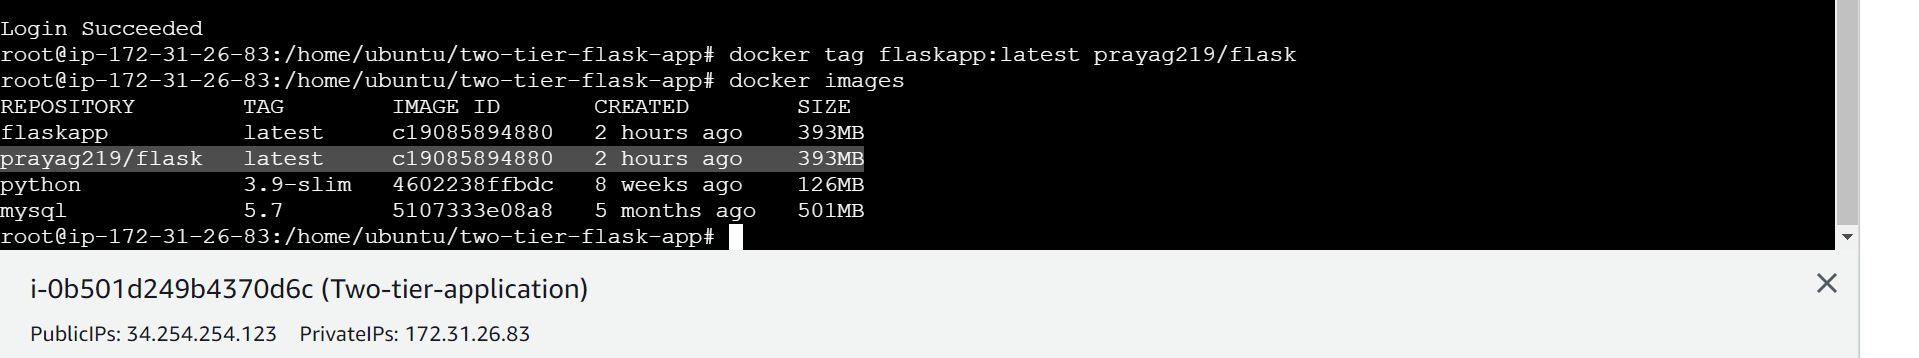 Login Succeeded
root@ip-172-31-26-83:/home/ubuntu/two-tier-flask-app# docker tag flaskapp:latest prayag219/flask
root@ip-172-31-26-83:/home/ubuntu/two-tier-flask-app# docker images
REPOSITORY TAG IMAGE ID CREATED SIZE
flaskapp latest c19085894880 2 hours ago 393MB
prayag219/flask latest c19085894880 2 hours ago 393MB
python 3.9-slim 4602238ffbdc 8 weeks ago 126MB
mysql 5.7 5107333e08a8 5 months ago 501MB
root@ip-172-31-26-83:/home/ubuntu/two-tier-flask-app#
i-0b501d249b4370d6c (Two-tier-application)
PublicIPs: 34.254.254.123 PrivateIPs: 172.31.26.83